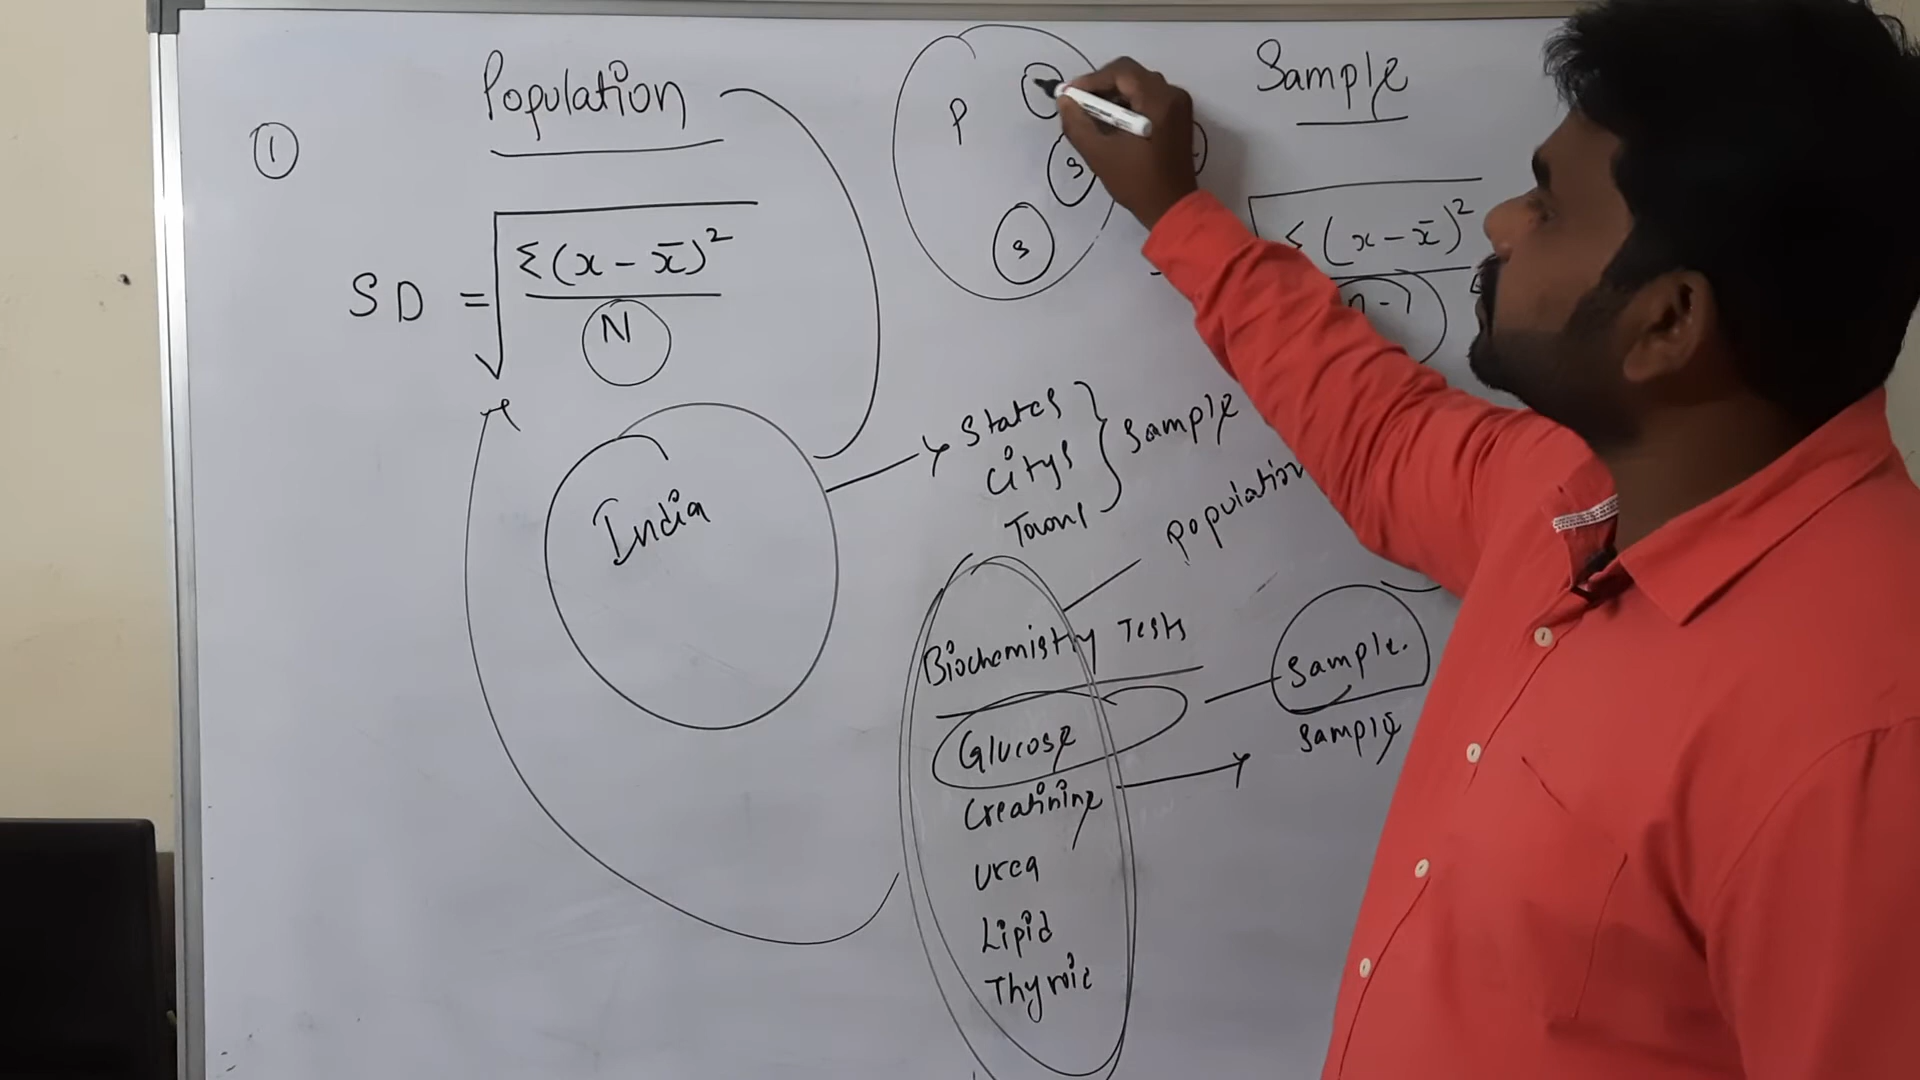 Population
①
SD = √Σ(x - x̄)²
N
P
s
s
Sample
Σ(x - x̄)²
n-1
India
States
Citys
Towns
Sample
Population
Biochemistry Tests
Glucose
Creatinine
Urea
Lipid
Thyroid
Sample.
Sample